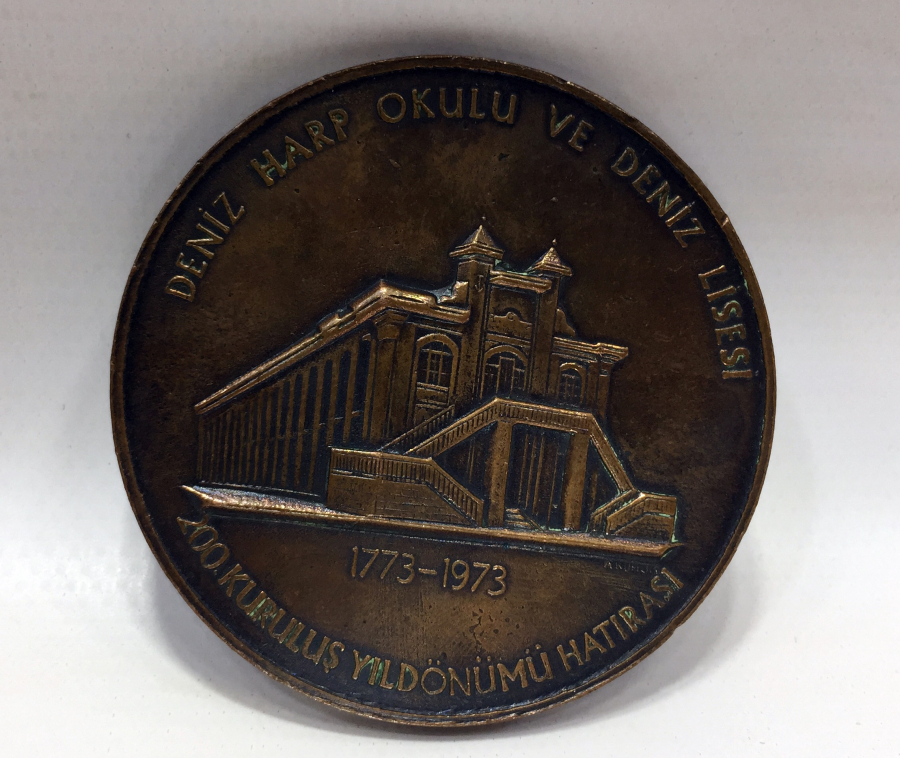 DENİZ HARP OKULU VE DENİZ LİSESİ
1773-1973
200. KURULUŞ YILDÖNÜMÜ HATIRASI